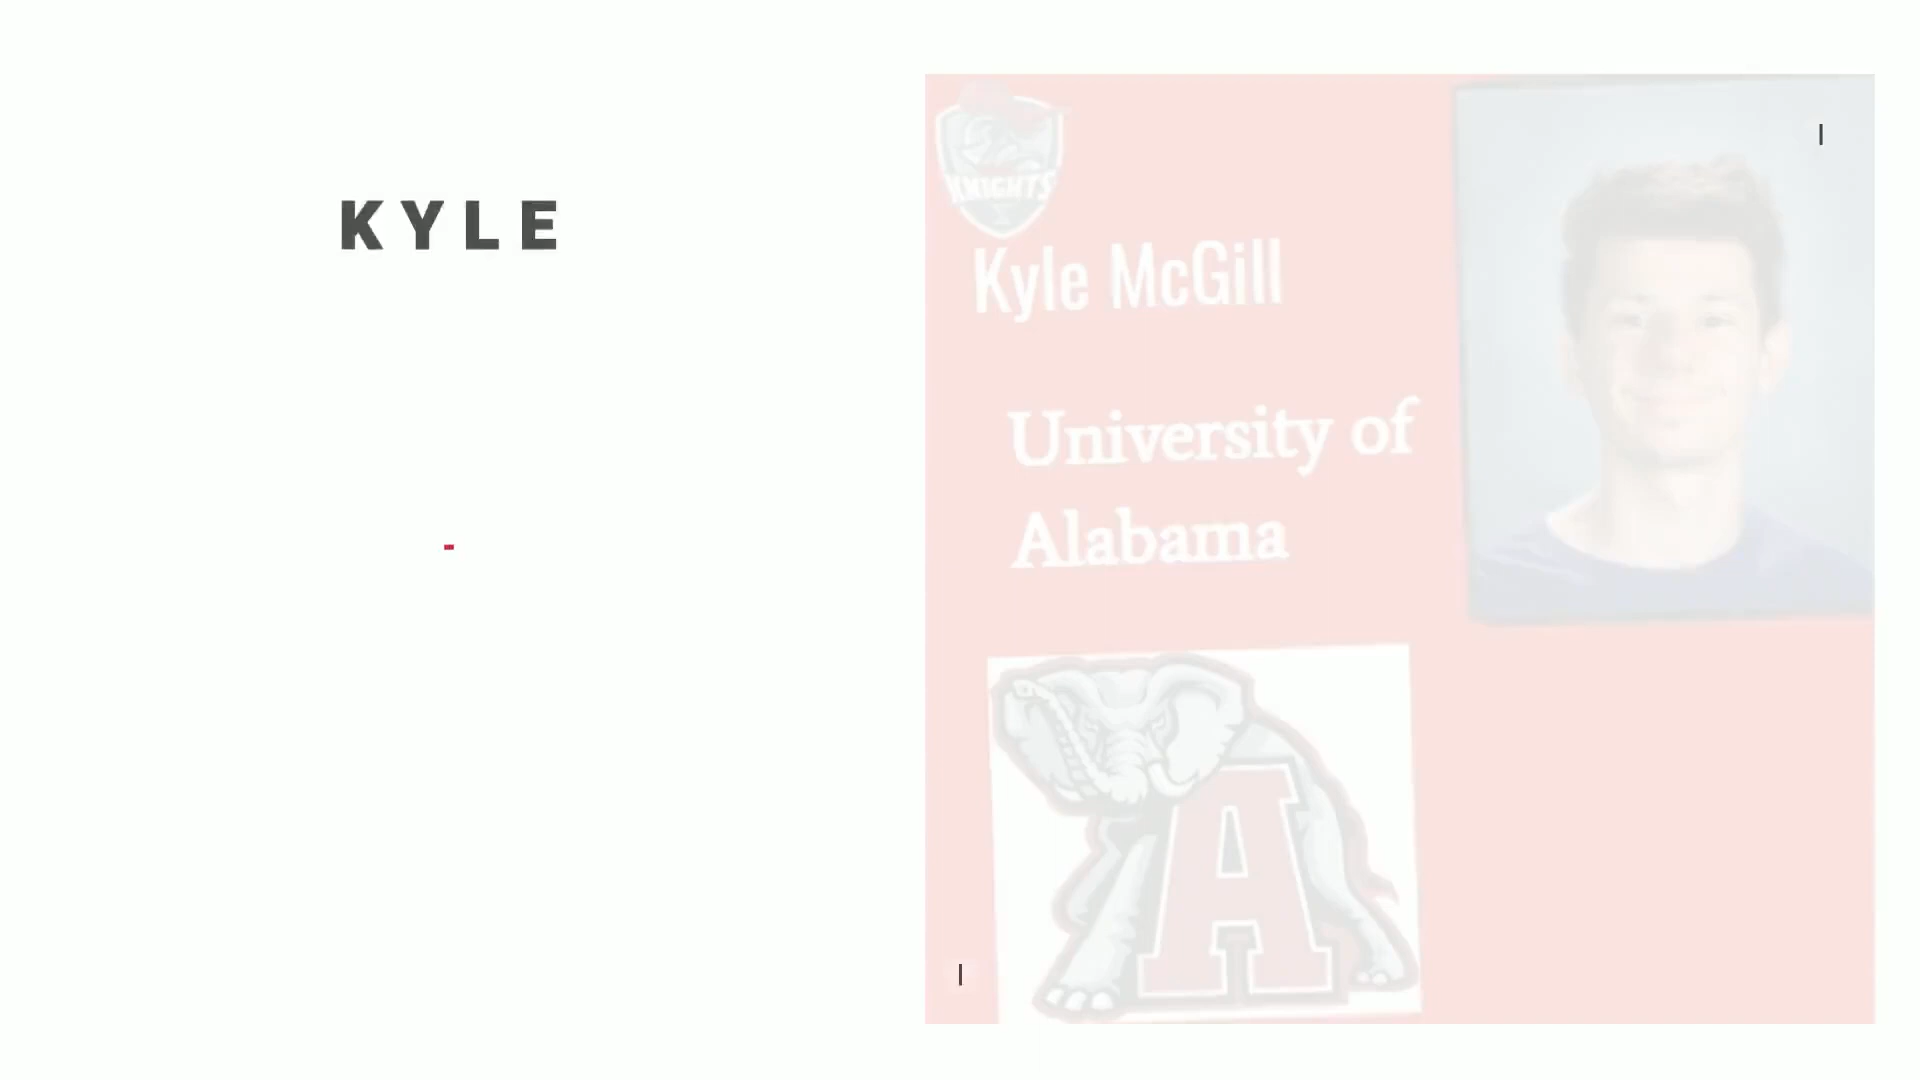 KYLE
KNIGHTS
Kyle McGill
University of
Alabama
A